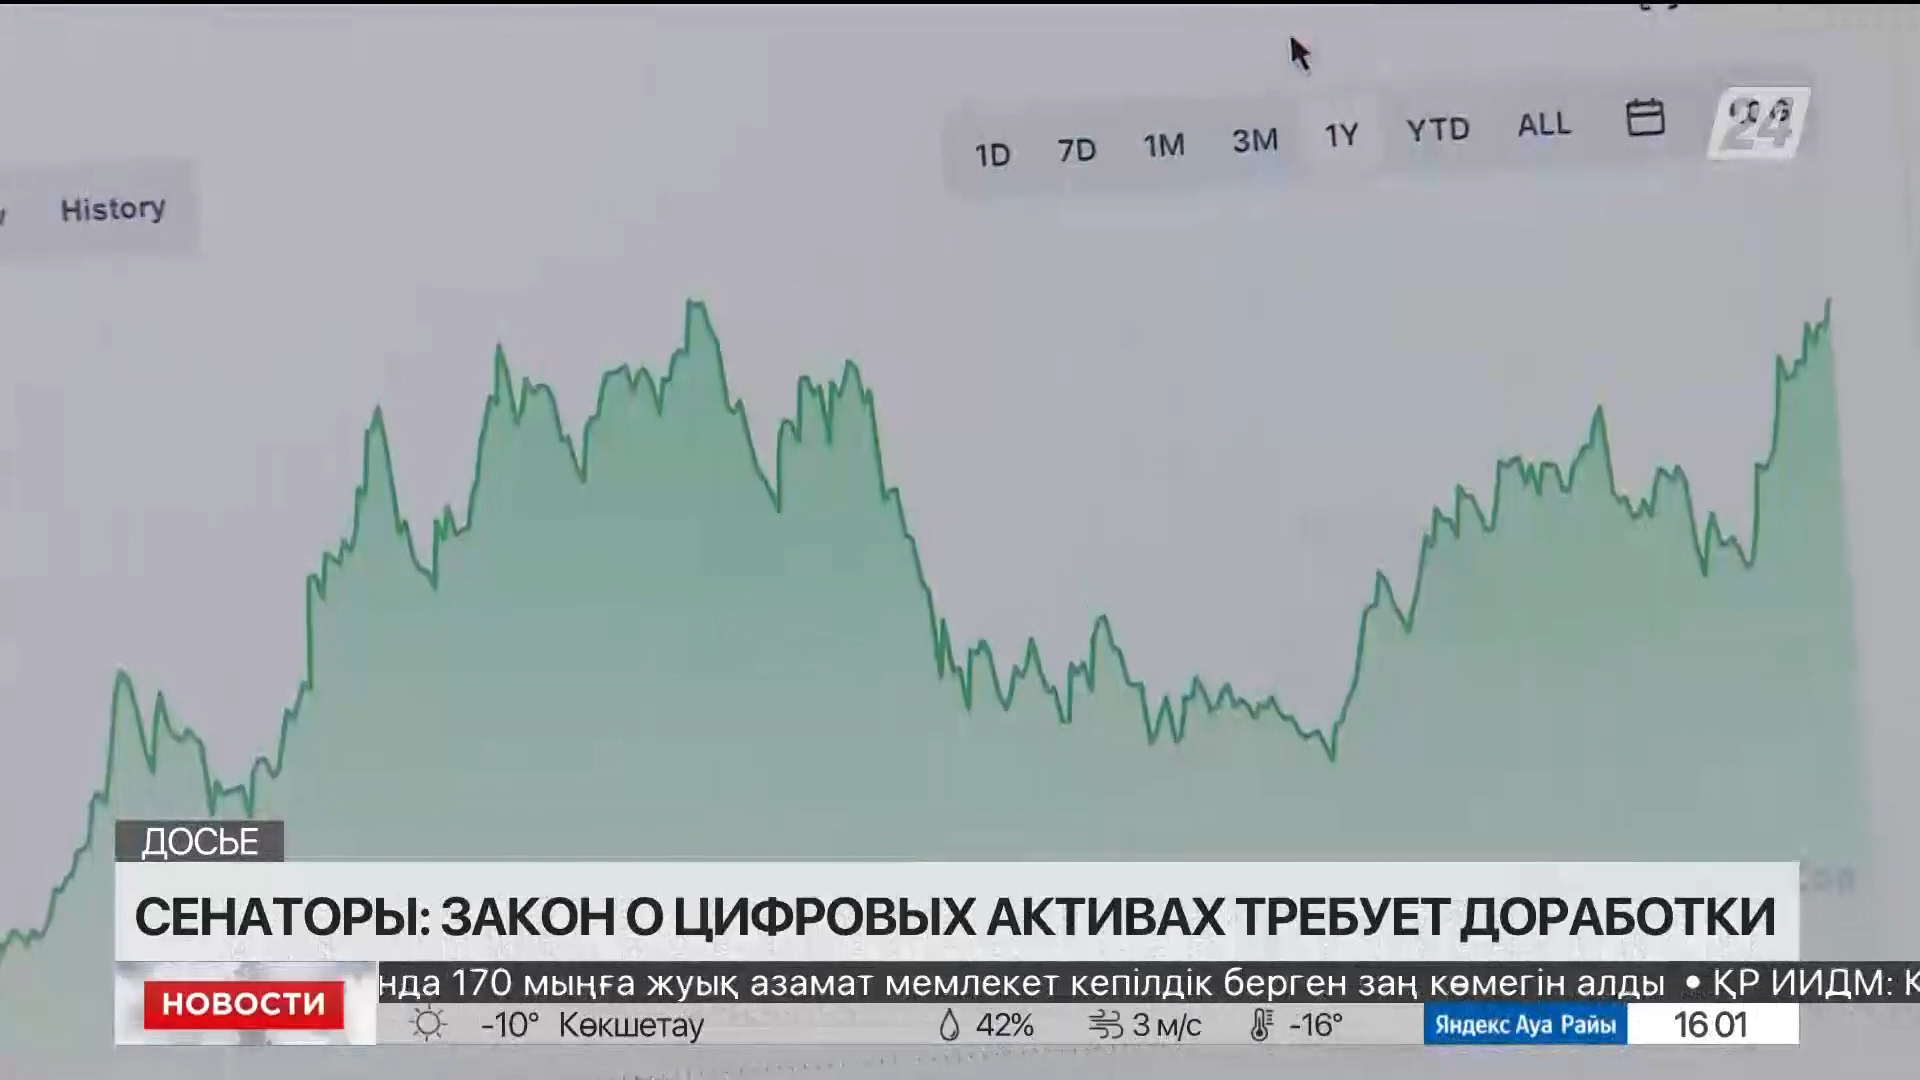 1D 7D 1M 3M 1Y YTD ALL
24
History
ДОСЬЕ
СЕНАТОРЫ: ЗАКОН О ЦИФРОВЫХ АКТИВАХ ТРЕБУЕТ ДОРАБОТКИ
170 мыңға жуық азамат мемлекет кепілдік берген заң көмегін алды • ҚР ИИДМ:
НОВОСТИ
-10° Көкшетау 42% 3 м/с -16° Яндекс Ауа Райы 16 01